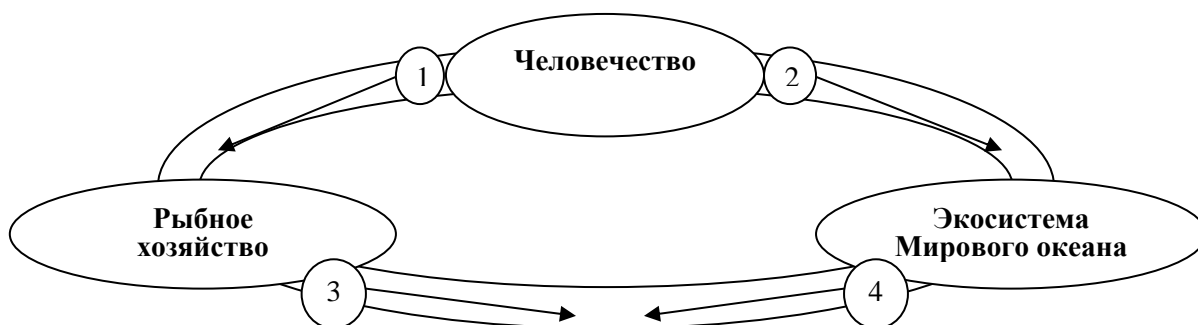 Человечество
1
2
Рыбное
хозяйство
Экосистема
Мирового океана
3
4